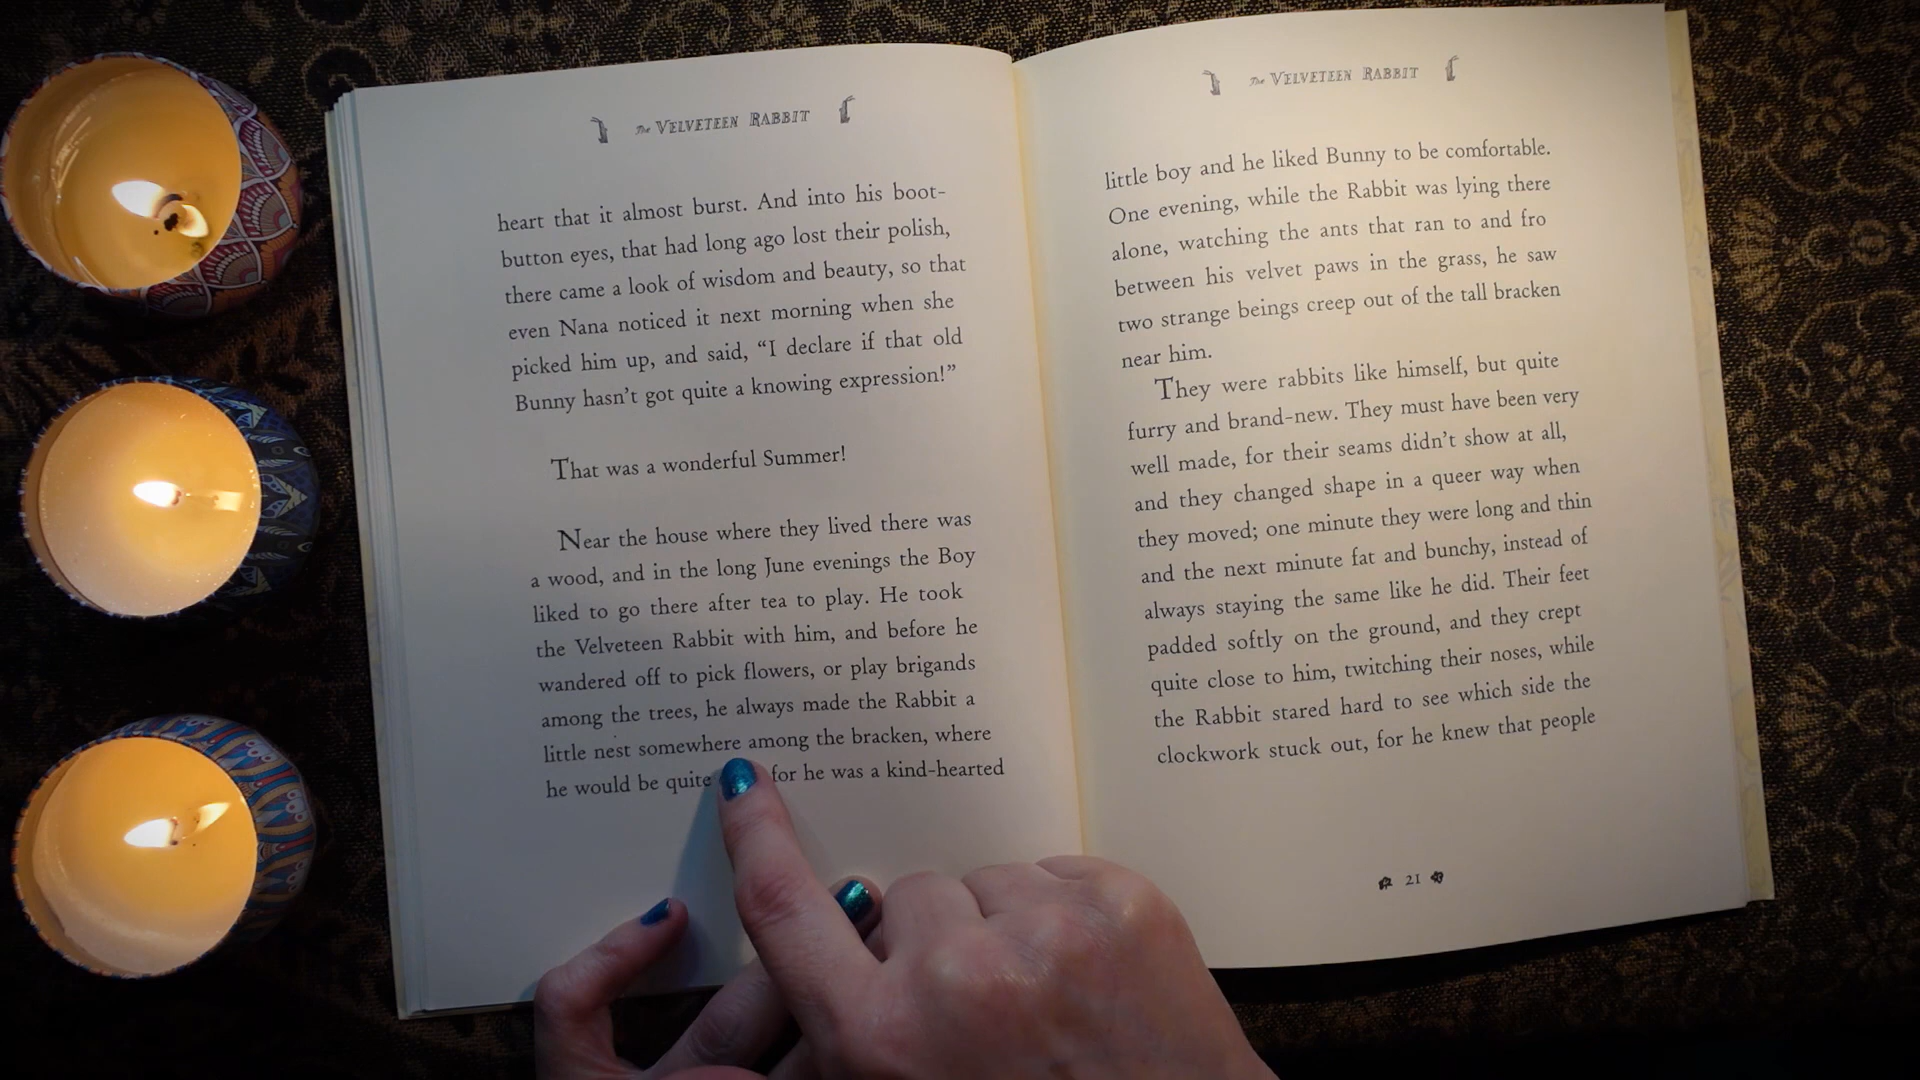 The VELVETEEN RABBIT
heart that it almost burst. And into his boot-
button eyes, that had long ago lost their polish,
there came a look of wisdom and beauty, so that
even Nana noticed it next morning when she
picked him up, and said, “I declare if that old
Bunny hasn’t got quite a knowing expression!”
That was a wonderful Summer!
Near the house where they lived there was
a wood, and in the long June evenings the Boy
liked to go there after tea to play. He took
the Velveteen Rabbit with him, and before he
wandered off to pick flowers, or play brigands
among the trees, he always made the Rabbit a
little nest somewhere among the bracken, where
he would be quite for he was a kind-hearted
The VELVETEEN RABBIT
little boy and he liked Bunny to be comfortable.
One evening, while the Rabbit was lying there
alone, watching the ants that ran to and fro
between his velvet paws in the grass, he saw
two strange beings creep out of the tall bracken
near him.
They were rabbits like himself, but quite
furry and brand-new. They must have been very
well made, for their seams didn’t show at all,
and they changed shape in a queer way when
they moved; one minute they were long and thin
and the next minute fat and bunchy, instead of
always staying the same like he did. Their feet
padded softly on the ground, and they crept
quite close to him, twitching their noses, while
the Rabbit stared hard to see which side the
clockwork stuck out, for he knew that people
21